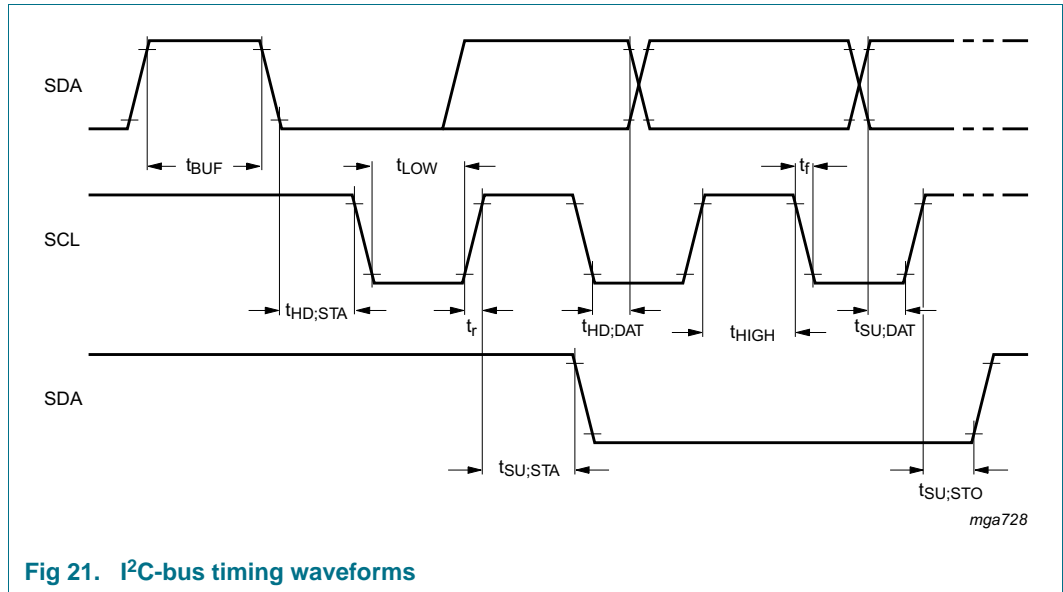 SDA
tBUF
tLOW
tf
SCL
tHD;STA
tr
tHD;DAT
tHIGH
tSU;DAT
SDA
tSU;STA
tSU;STO
mga728
Fig 21. I²C-bus timing waveforms